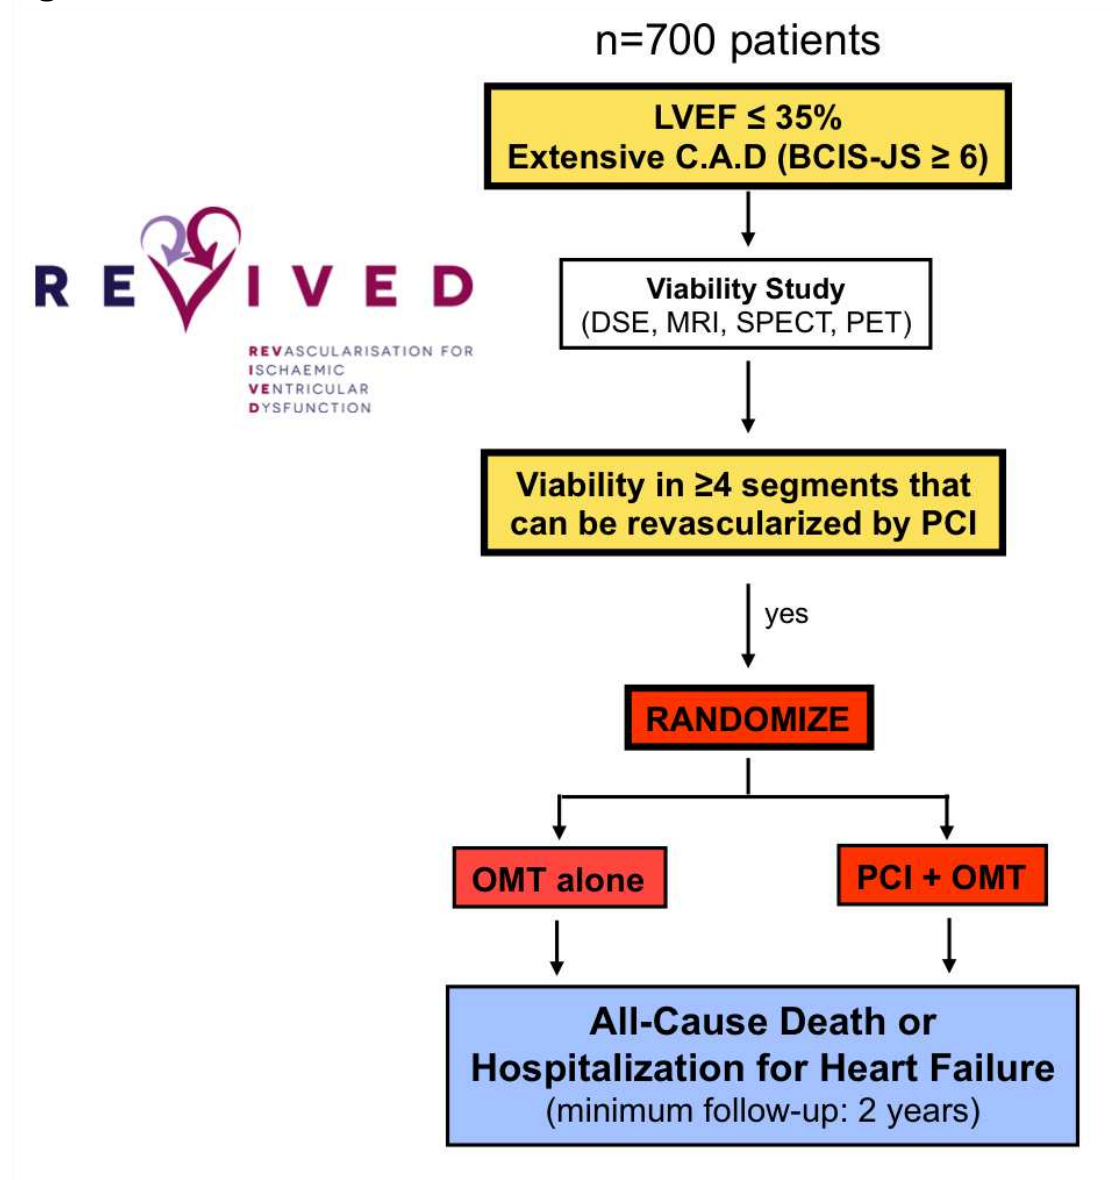 n=700 patients
LVEF ≤ 35%
Extensive C.A.D (BCIS-JS ≥ 6)
REVIVED
REVASCULARISATION FOR
ISCHAEMIC
VENTRICULAR
DYSFUNCTION
Viability Study
(DSE, MRI, SPECT, PET)
Viability in ≥4 segments that
can be revascularized by PCI
yes
RANDOMIZE
OMT alone
PCI + OMT
All-Cause Death or
Hospitalization for Heart Failure
(minimum follow-up: 2 years)